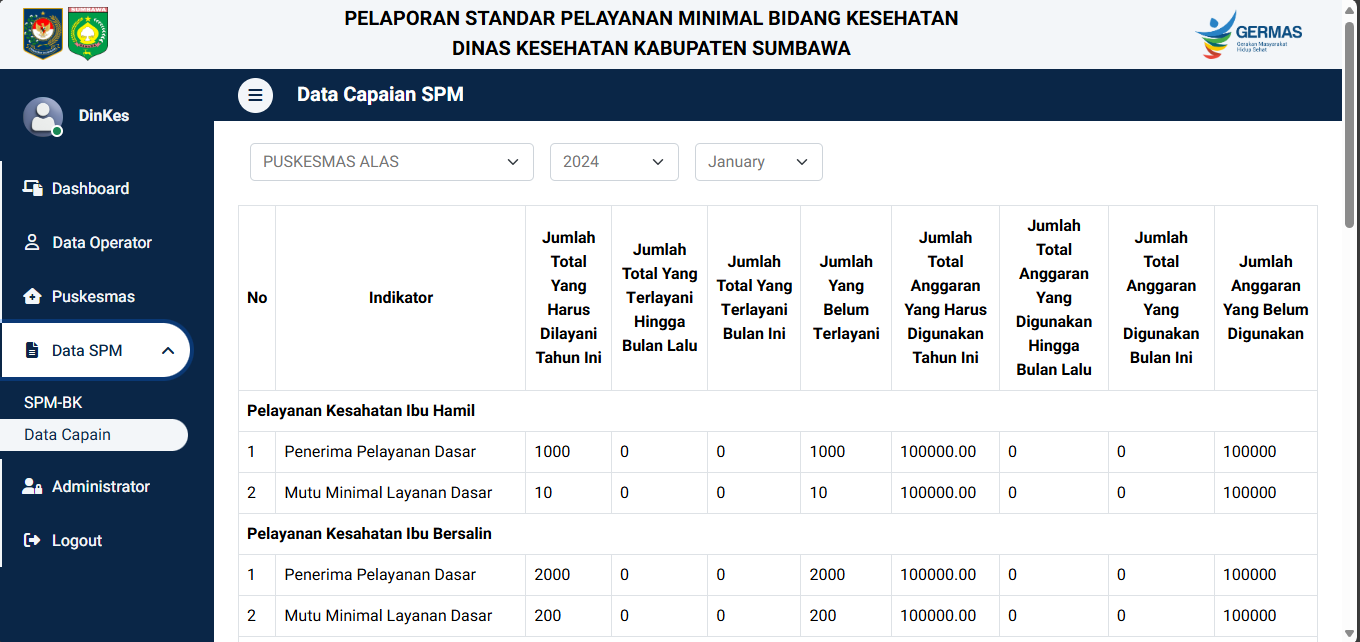 PELAPORAN STANDAR PELAYANAN MINIMAL BIDANG KESEHATAN
DINAS KESEHATAN KABUPATEN SUMBAWA
SUMBAWA
GERMAS
Gerakan Masyarakat
Hidup Sehat
DinKes
Dashboard
Data Operator
Puskesmas
Data SPM
SPM-BK
Data Capain
Administrator
Logout
Data Capaian SPM
PUSKESMAS ALAS 2024 January
No
Indikator
Jumlah
Total
Yang
Harus
Dilayani
Tahun Ini
Jumlah
Total Yang
Terlayani
Hingga
Bulan Lalu
Jumlah
Total Yang
Terlayani
Bulan Ini
Jumlah
Yang
Belum
Terlayani
Jumlah
Total
Anggaran
Yang Harus
Digunakan
Tahun Ini
Jumlah
Total
Anggaran
Yang
Digunakan
Hingga
Bulan Lalu
Jumlah
Total
Anggaran
Yang
Digunakan
Bulan Ini
Jumlah
Anggaran
Yang Belum
Digunakan
Pelayanan Kesahatan Ibu Hamil
1 Penerima Pelayanan Dasar 1000 0 0 1000 100000.00 0 0 100000
2 Mutu Minimal Layanan Dasar 10 0 0 10 100000.00 0 0 100000
Pelayanan Kesahatan Ibu Bersalin
1 Penerima Pelayanan Dasar 2000 0 0 2000 100000.00 0 0 100000
2 Mutu Minimal Layanan Dasar 200 0 0 200 100000.00 0 0 100000